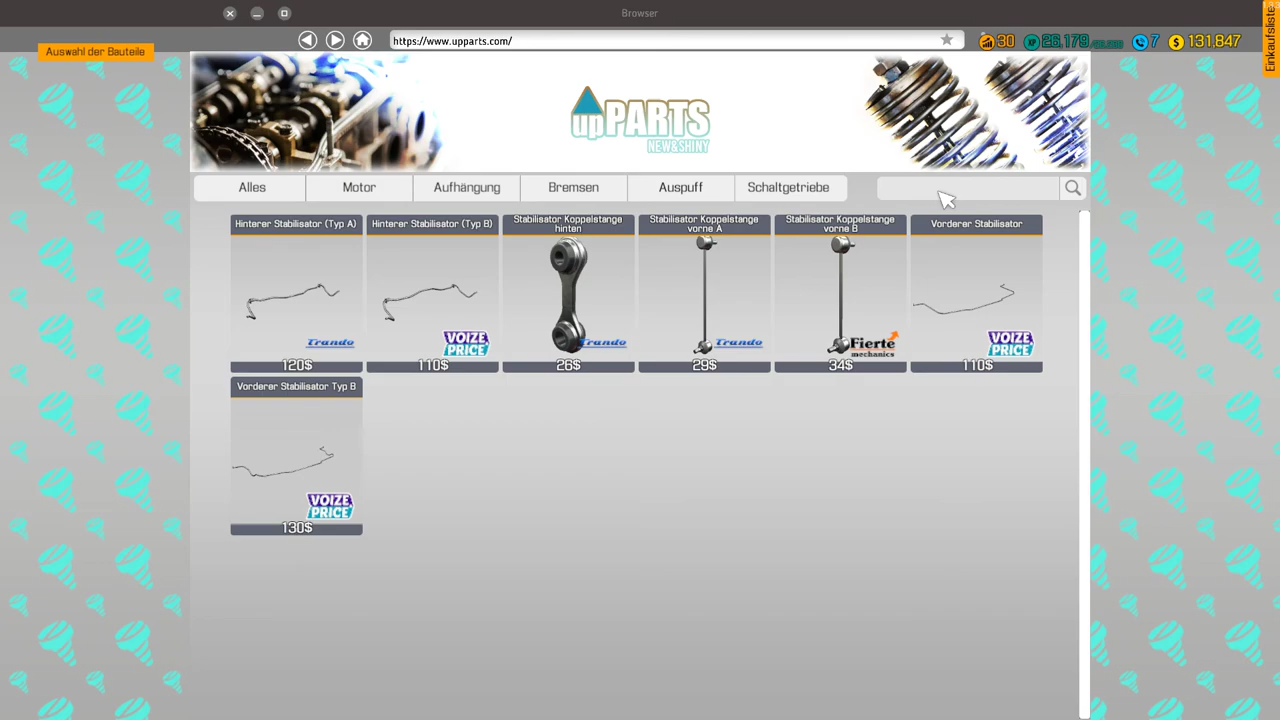 Browser
https://www.upparts.com/
30
7
131,847
Einkaufsliste
Auswahl der Bauteile
upPARTS
NEW&SHINY
Alles
Motor
Aufhängung
Bremsen
Auspuff
Schaltgetriebe
Hinterer Stabilisator (Typ A)
Trando
120$
Hinterer Stabilisator (Typ B)
VOIZE
PRICE
110$
Stabilisator Koppelstange
hinten
Trando
26$
Stabilisator Koppelstange
vorne A
Trando
29$
Stabilisator Koppelstange
vorne B
Fierte
mechanics
34$
Vorderer Stabilisator
VOIZE
PRICE
110$
Vorderer Stabilisator Typ B
VOIZE
PRICE
130$